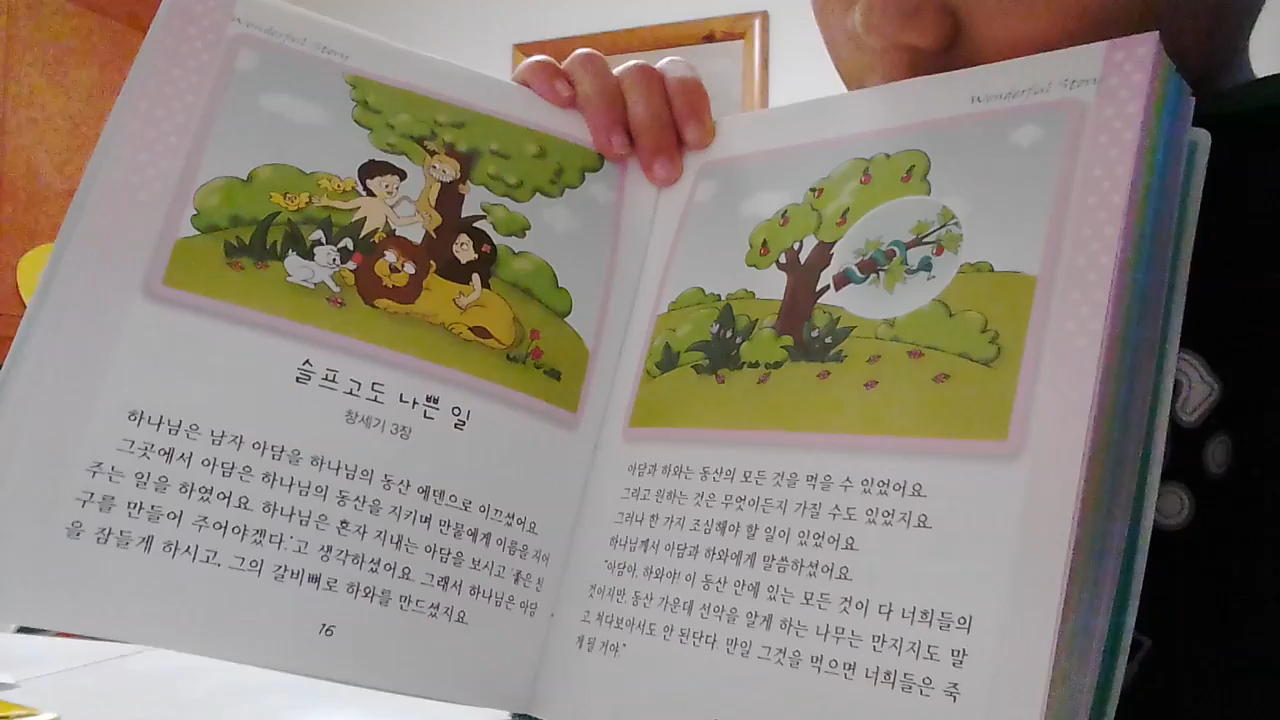 Wonderful Story
슬프고도 나쁜 일
창세기 3장
하나님은 남자 아담을 하나님의 동산 에덴으로 이끄셨어요.
그곳에서 아담은 하나님의 동산을 지키며 만물에게 이름을 지어
주는 일을 하였어요. 하나님은 혼자 지내는 아담을 보시고 '좋은 친
구를 만들어 주어야겠다.'고 생각하셨어요. 그래서 하나님은 아담
을 잠들게 하시고, 그의 갈비뼈로 하와를 만드셨지요.
16
Wonderful Story
아담과 하와는 동산의 모든 것을 먹을 수 있었어요.
그리고 원하는 것은 무엇이든지 가질 수도 있었지요.
그러나 한 가지 조심해야 할 일이 있었어요.
하나님께서 아담과 하와에게 말씀하셨어요.
"아담아, 하와야! 이 동산 안에 있는 모든 것이 다 너희들의
것이지만, 동산 가운데 선악을 알게 하는 나무는 만지지도 말
고, 쳐다보아서도 안 된단다. 만일 그것을 먹으면 너희들은 죽
게 될 거야."